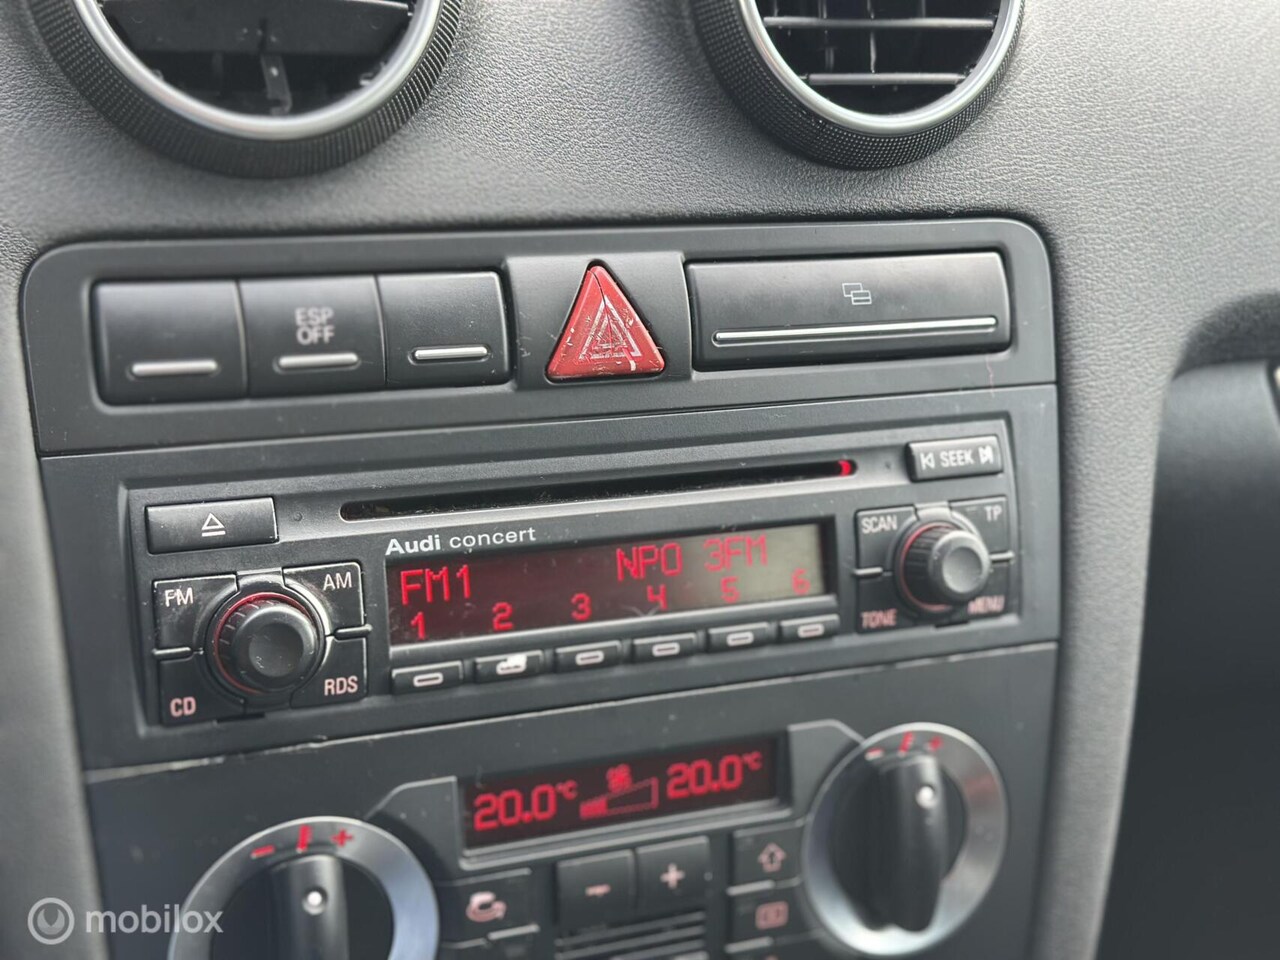 ESP
OFF
SEEK
Audi concert
SCAN
TP
FM
AM
FM1
NPO 3FM
1 2 3 4 5 6
TONE
MENU
CD
RDS
20.0°C
20.0°C
- +
- +
- +
mobilox